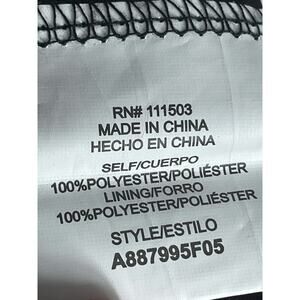 RN# 111503
MADE IN CHINA
HECHO EN CHINA
SELF/CUERPO
100%POLYESTER/POLIÉSTER
LINING/FORRO
100%POLYESTER/POLIÉSTER
STYLE/ESTILO
A887995F05